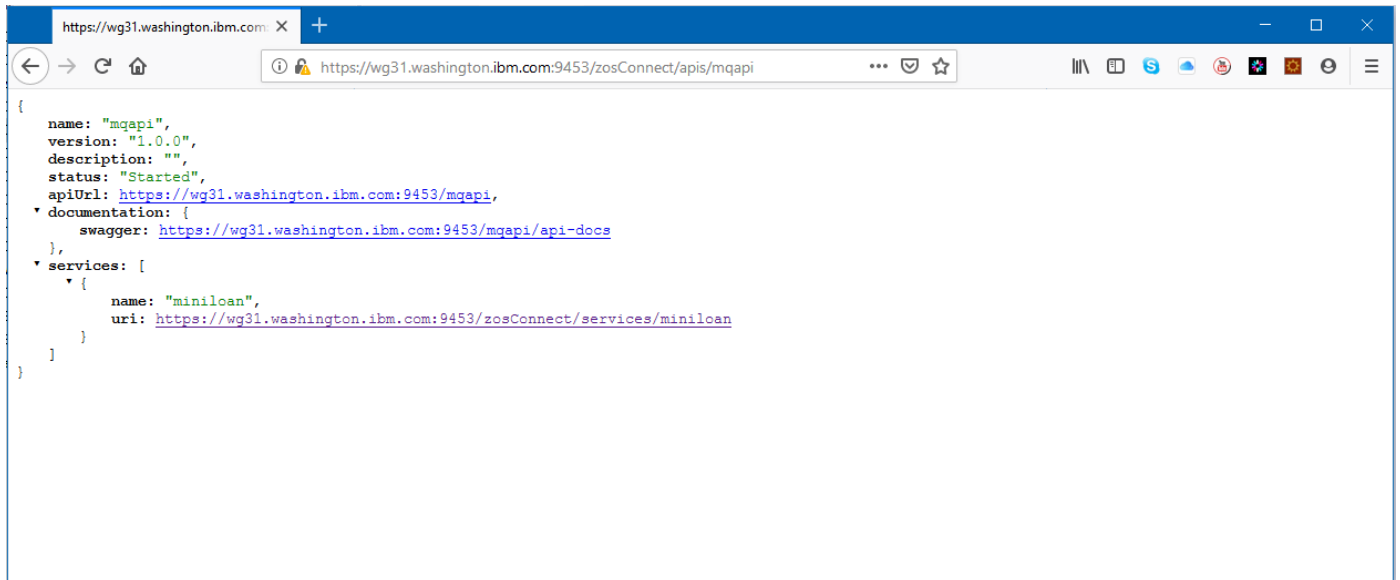 https://wg31.washington.ibm.com:
https://wg31.washington.ibm.com:9453/zosConnect/apis/mqapi
{
name: "mqapi",
version: "1.0.0",
description: "",
status: "Started",
apiUrl: https://wg31.washington.ibm.com:9453/mqapi,
documentation: {
swagger: https://wg31.washington.ibm.com:9453/mqapi/api-docs
},
services: [
{
name: "miniloan",
uri: https://wg31.washington.ibm.com:9453/zosConnect/services/miniloan
}
]
}